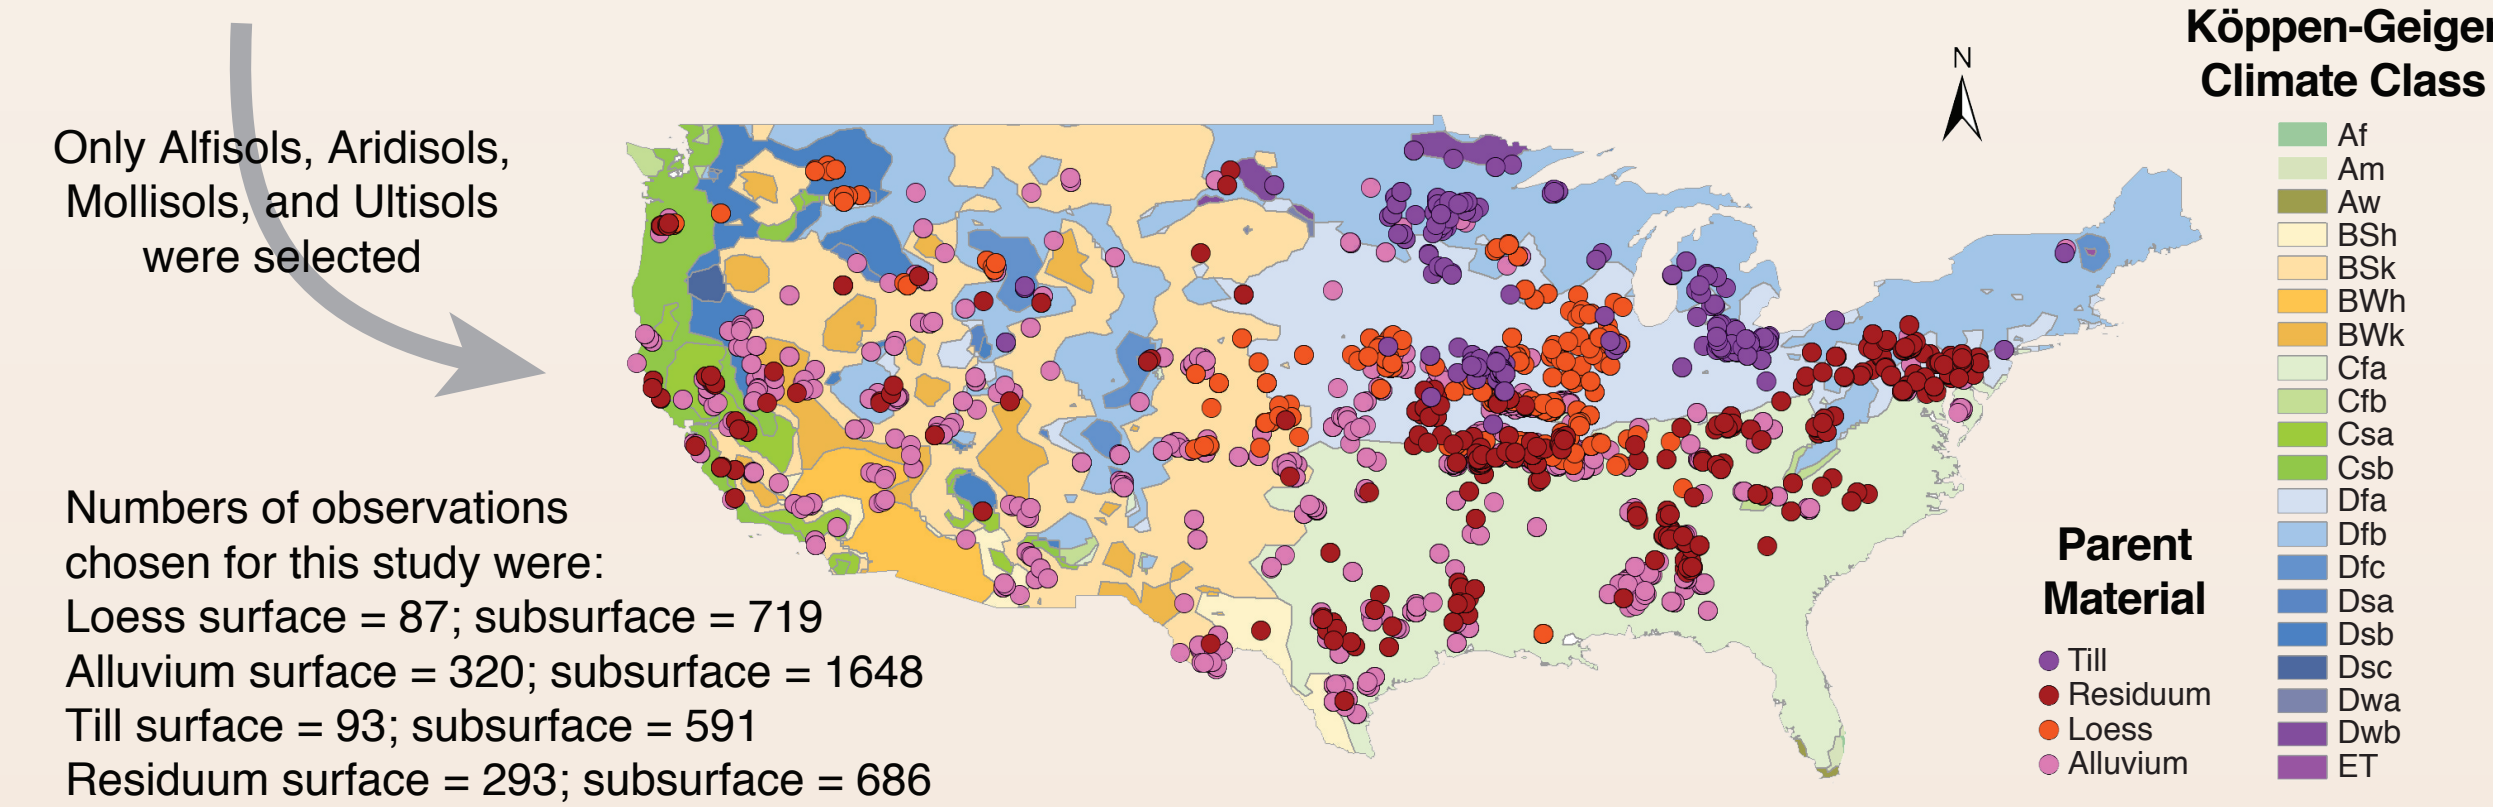 Only Alfisols, Aridisols,
Mollisols, and Ultisols
were selected
Numbers of observations
chosen for this study were:
Loess surface = 87; subsurface = 719
Alluvium surface = 320; subsurface = 1648
Till surface = 93; subsurface = 591
Residuum surface = 293; subsurface = 686
N
Parent
Material
Till
Residuum
Loess
Alluvium
Köppen-Geiger
Climate Class
Af
Am
Aw
BSh
BSk
BWh
BWk
Cfa
Cfb
Csa
Csb
Dfa
Dfb
Dfc
Dsa
Dsb
Dsc
Dwa
Dwb
ET